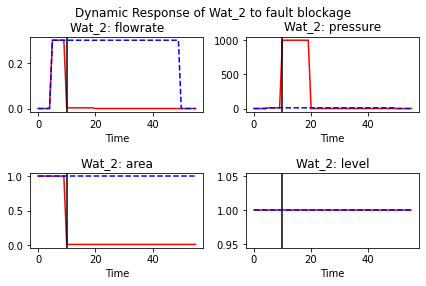 Dynamic Response of Wat_2 to fault blockage
Wat_2: flowrate
Wat_2: pressure
0.2
0.0
0
20
40
Time
1000
500
0
0
20
40
Time
Wat_2: area
Wat_2: level
1.0
0.5
0.0
0
20
40
Time
1.05
1.00
0.95
0
20
40
Time